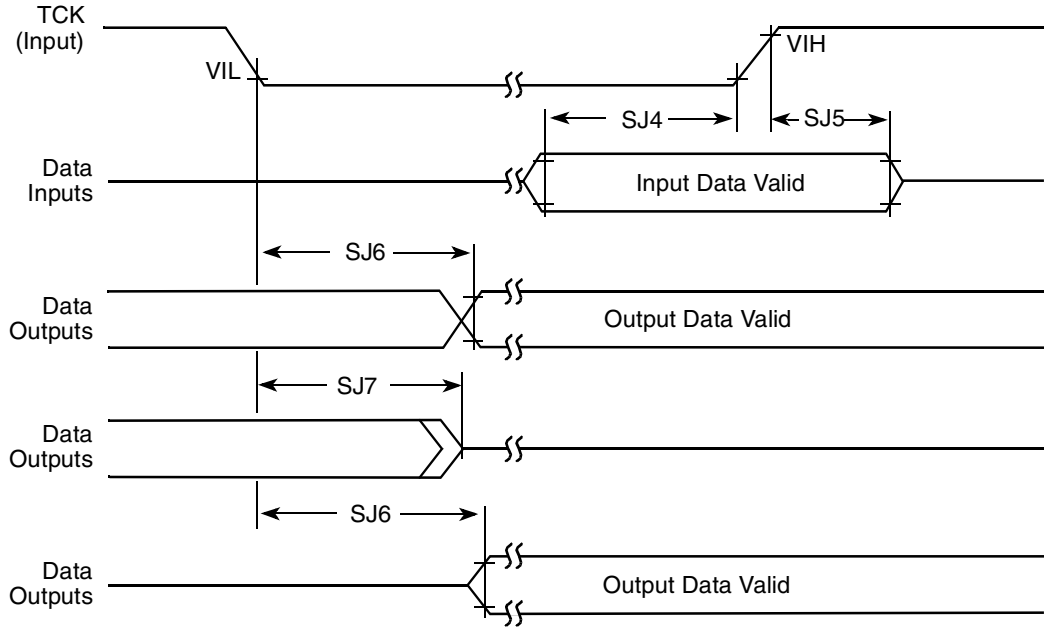 TCK
(Input)
VIL
VIH
SJ4
SJ5
Data
Inputs
Input Data Valid
SJ6
Data
Outputs
Output Data Valid
SJ7
Data
Outputs
SJ6
Data
Outputs
Output Data Valid